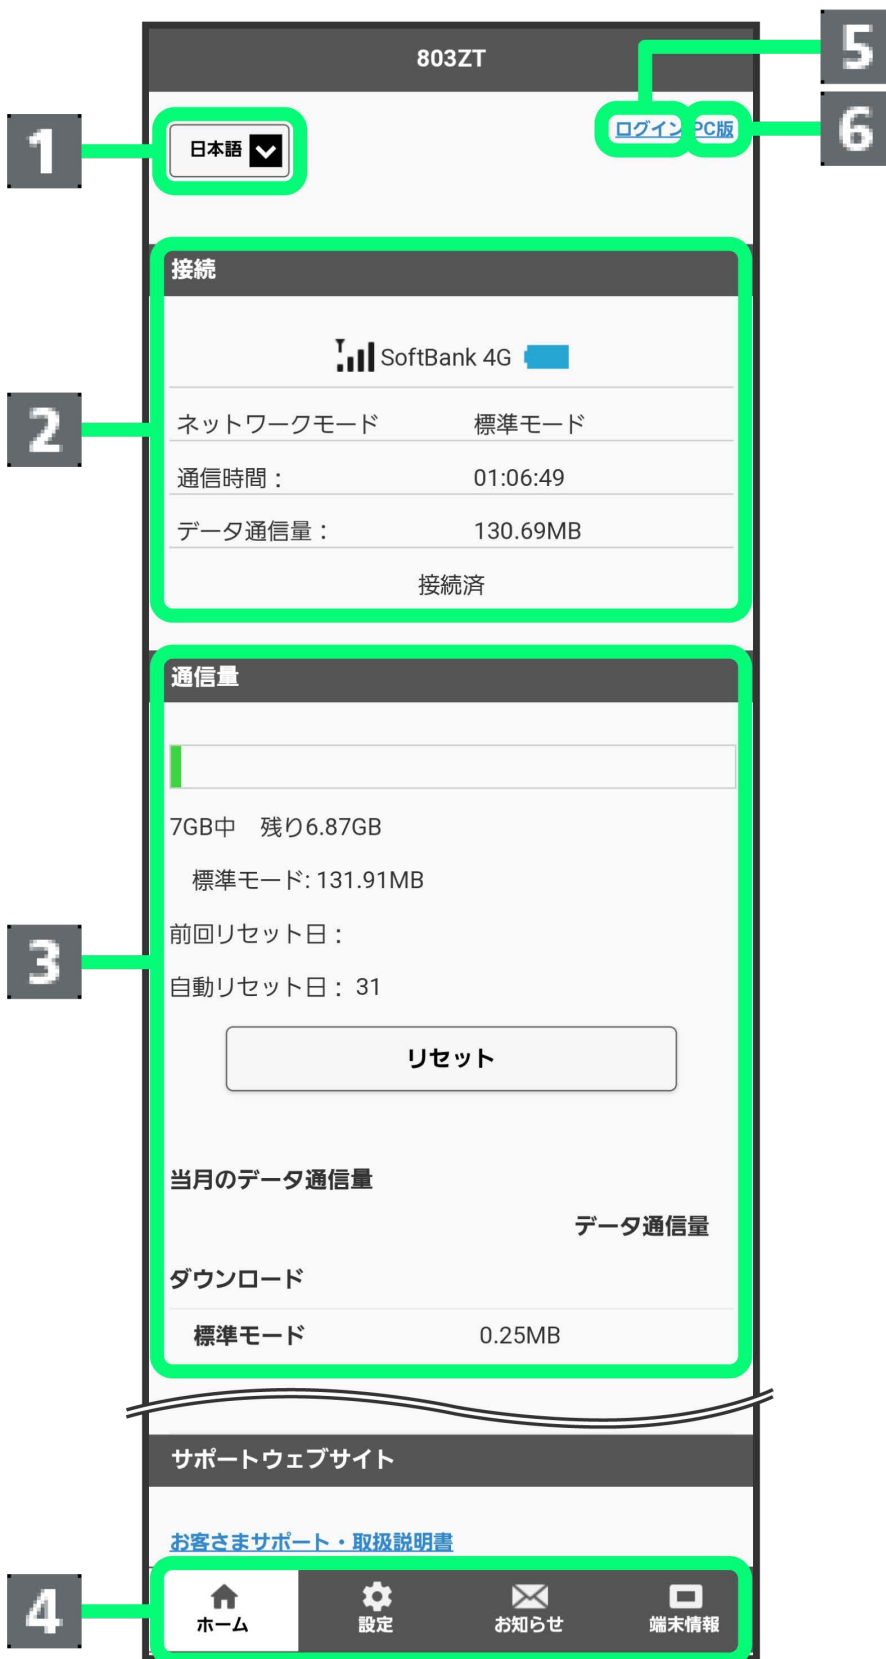 803ZT
5
1
日本語
ログイン
PC版
6
接続
SoftBank 4G
2
ネットワークモード 標準モード
通信時間： 01:06:49
データ通信量： 130.69MB
接続済
通信量
7GB中 残り6.87GB
標準モード: 131.91MB
3
前回リセット日：
自動リセット日： 31
リセット
当月のデータ通信量
データ通信量
ダウンロード
標準モード 0.25MB
サポートウェブサイト
お客さまサポート・取扱説明書
4
ホーム 設定 お知らせ 端末情報